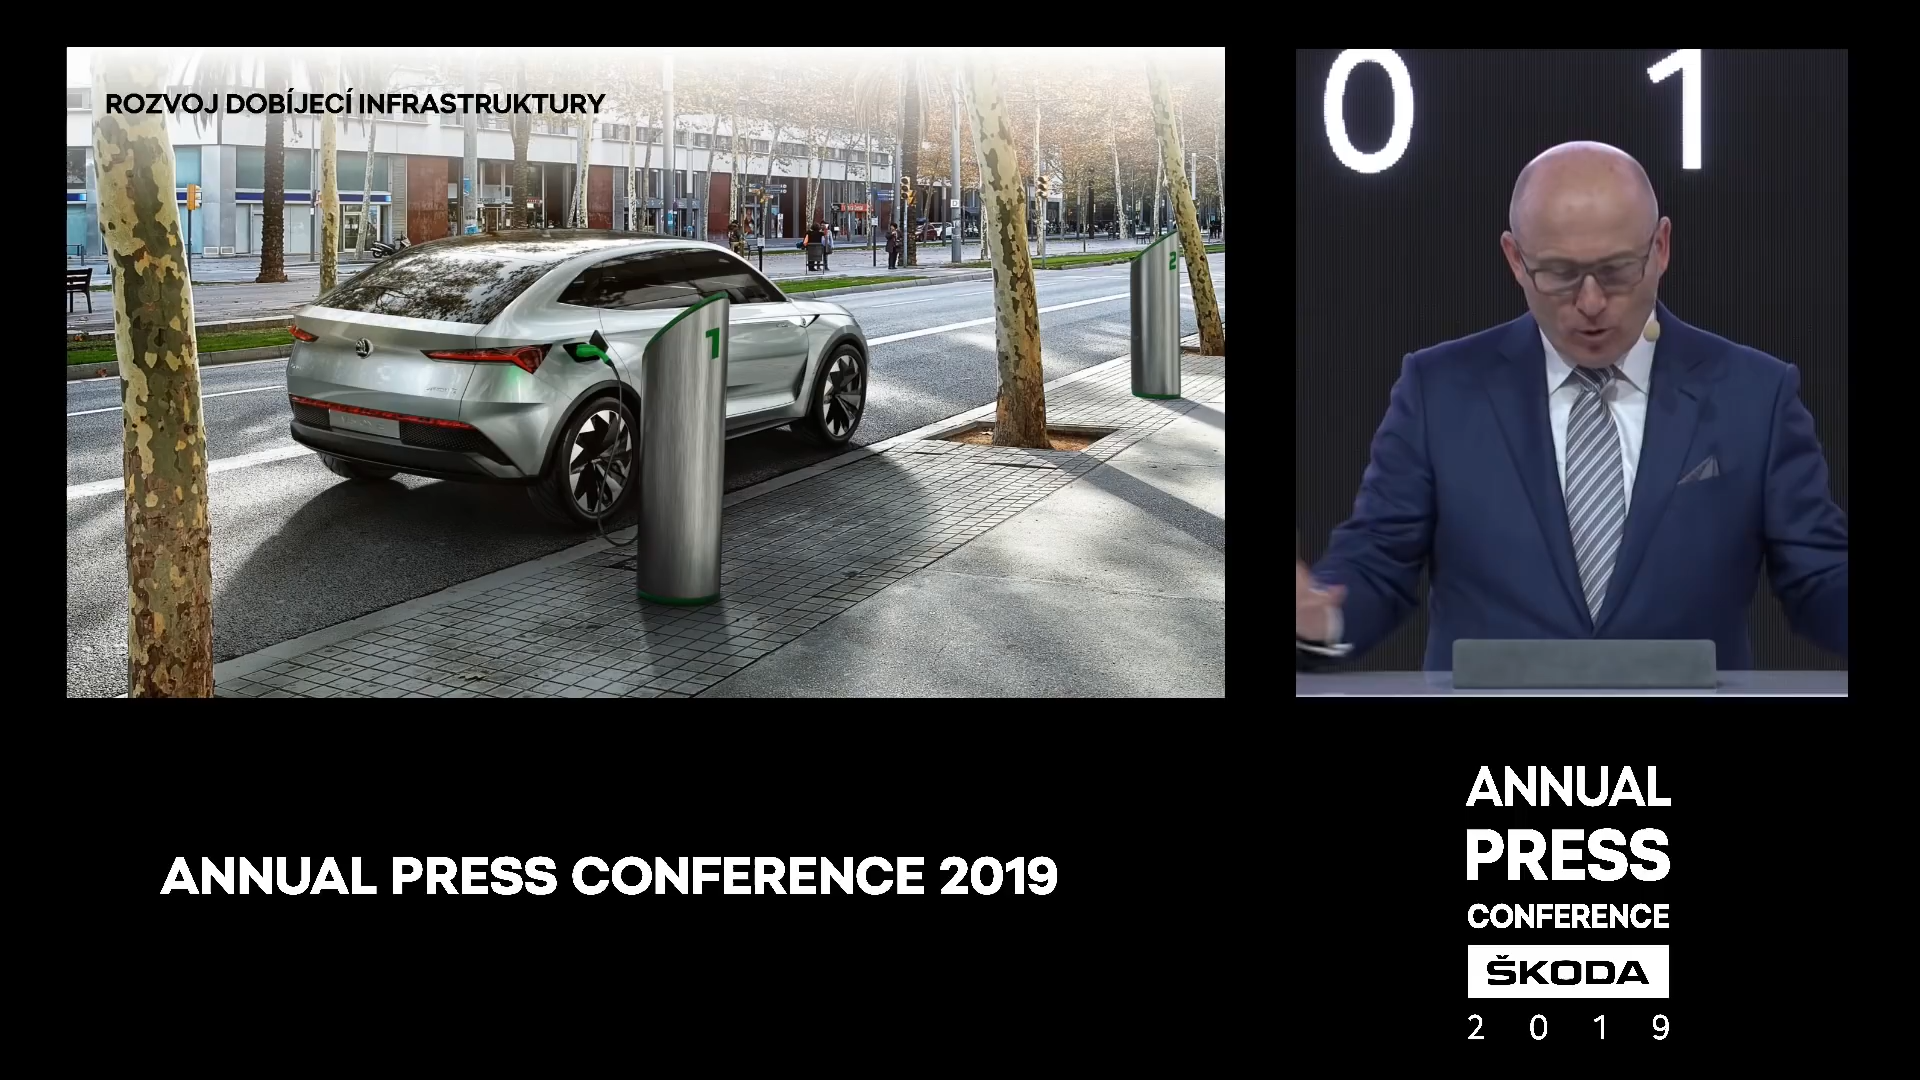 ROZVOJ DOBÍJECÍ INFRASTRUKTURY
1
2
0 1
ANNUAL PRESS CONFERENCE 2019
ANNUAL
PRESS
CONFERENCE
ŠKODA
2 0 1 9